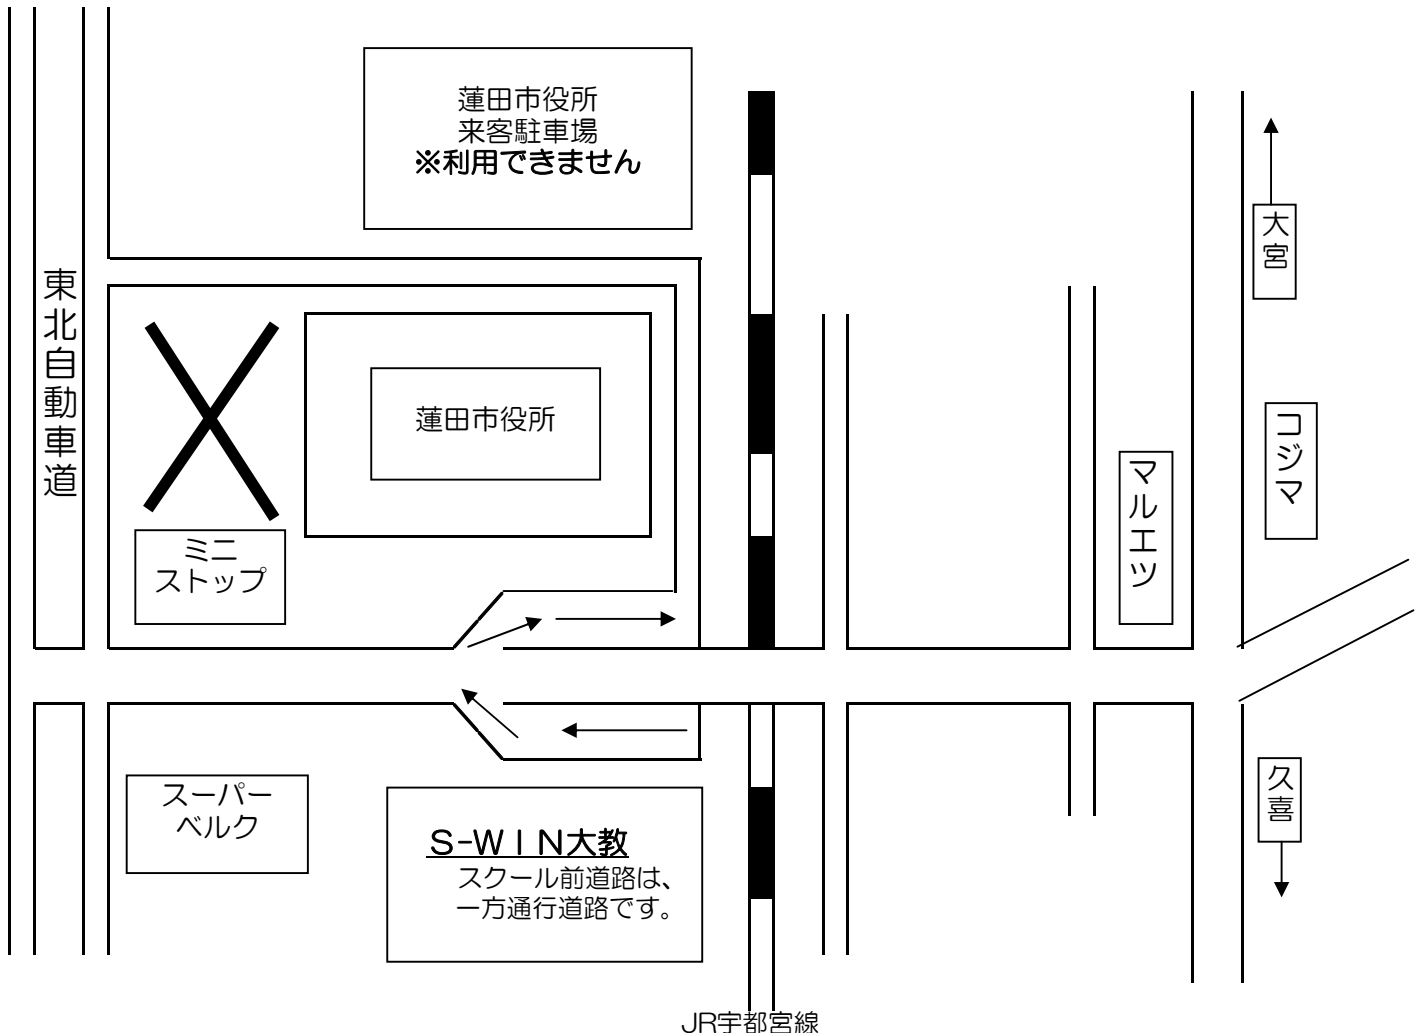 蓮田市役所
来客駐車場
※利用できません
大宮
東北自動車道
蓮田市役所
コジマ
マルエツ
ミニ
ストップ
スーパー
ベルク
久喜
S-WIN大教
スクール前道路は、
一方通行道路です。
JR宇都宮線